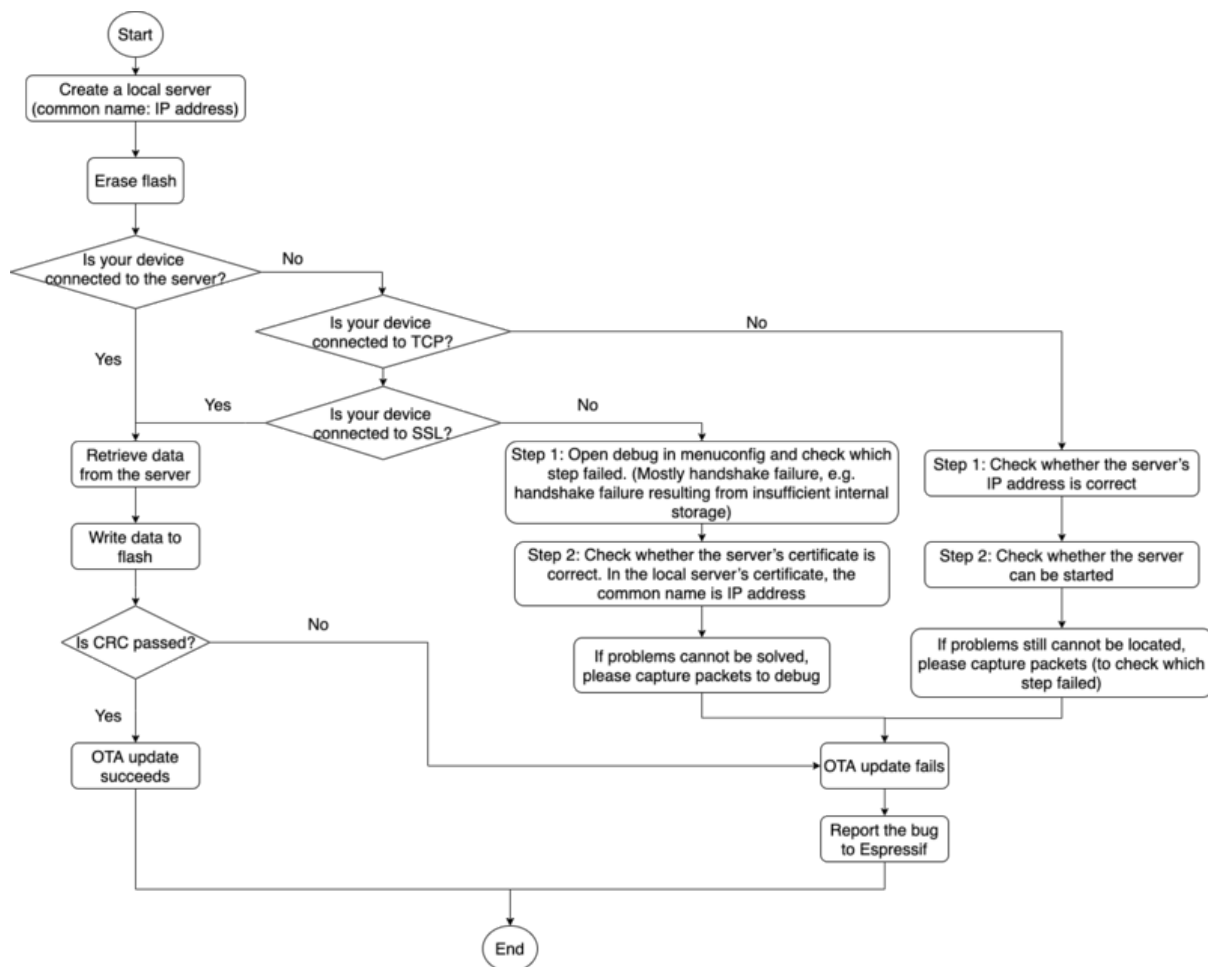 Start
Create a local server
(common name: IP address)
Erase flash
Is your device
connected to the server?
No
Is your device
connected to TCP?
No
Yes
Yes
Is your device
connected to SSL?
No
Retrieve data
from the server
Step 1: Open debug in menuconfig and check which
step failed. (Mostly handshake failure, e.g.
handshake failure resulting from insufficient internal
storage)
Step 1: Check whether the server's
IP address is correct
Write data to
flash
Step 2: Check whether the server's certificate is
correct. In the local server's certificate, the
common name is IP address
Step 2: Check whether the server
can be started
Is CRC passed?
No
If problems cannot be solved,
please capture packets to debug
If problems still cannot be located,
please capture packets (to check which
step failed)
Yes
OTA update
succeeds
OTA update fails
Report the bug
to Espressif
End